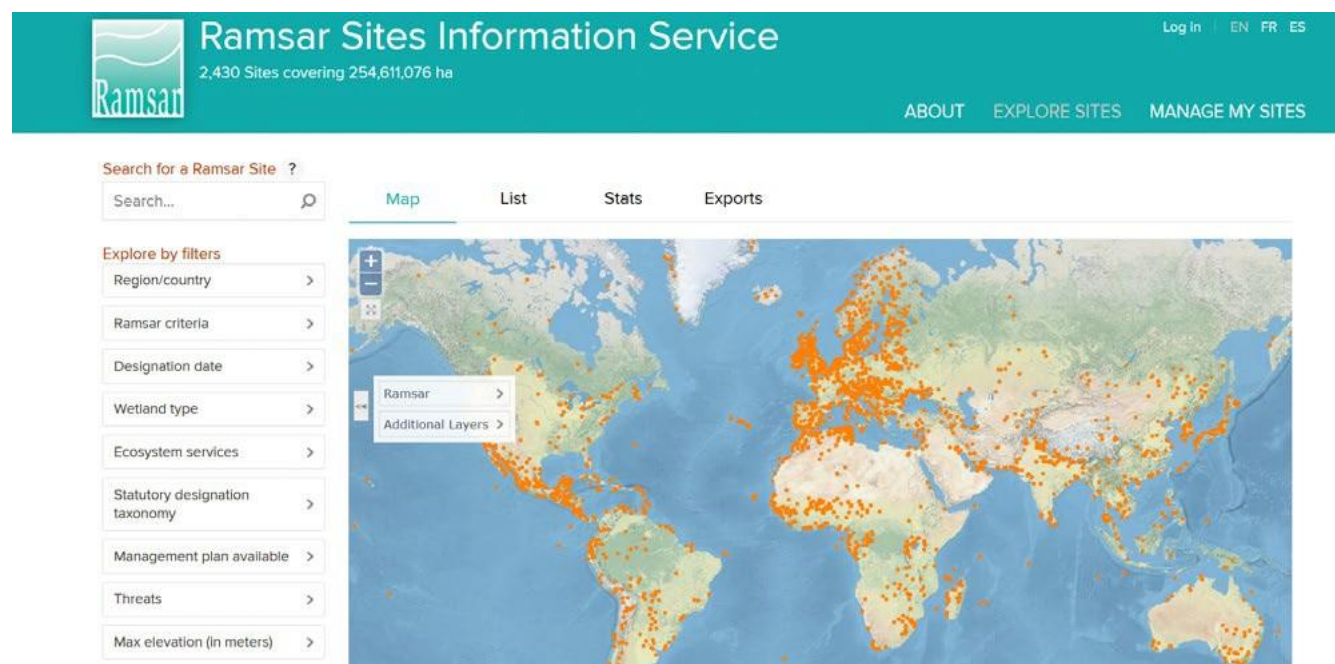 Ramsar
Ramsar Sites Information Service
2,430 Sites covering 254,611,076 ha
Log in | EN FR ES
ABOUT EXPLORE SITES MANAGE MY SITES
Search for a Ramsar Site ?
Search...
Map List Stats Exports
Explore by filters
Region/country
Ramsar criteria
Designation date
Wetland type
Ecosystem services
Statutory designation
taxonomy
Management plan available
Threats
Max elevation (in meters)
+
−
Ramsar
Additional Layers